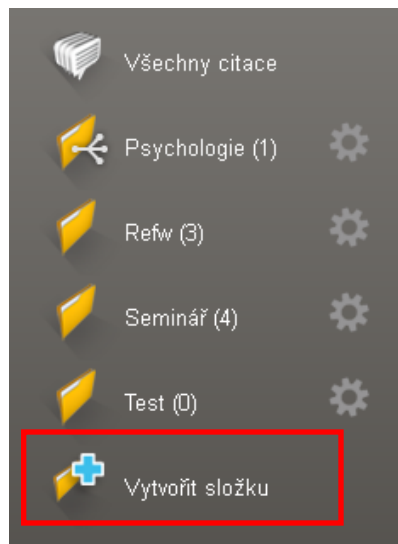 Všechny citace
Psychologie (1)
Refw (3)
Seminář (4)
Test (0)
Vytvořit složku